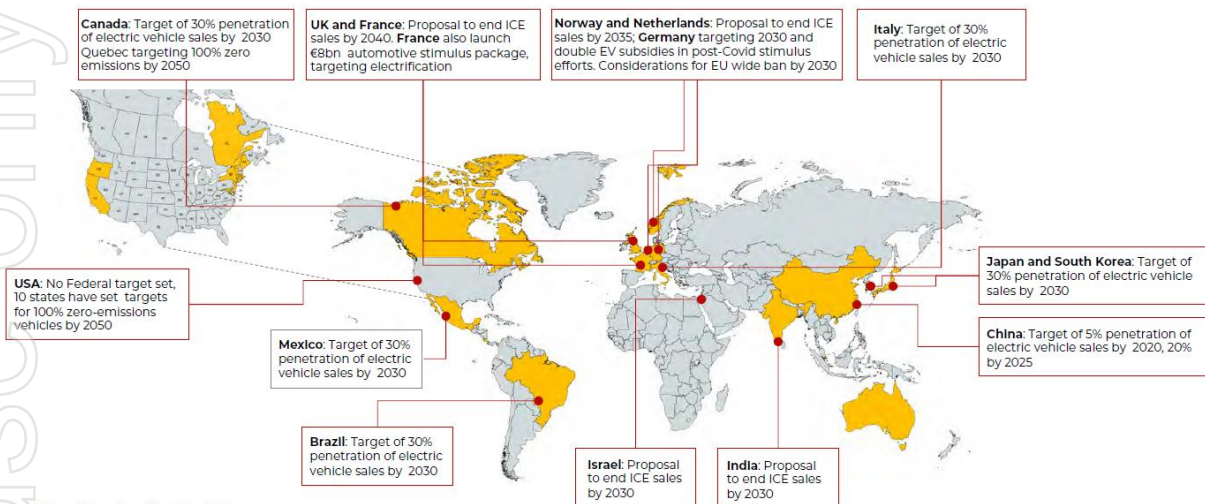 Canada: Target of 30% penetration
of electric vehicle sales by 2030
Quebec targeting 100% zero
emissions by 2050
UK and France: Proposal to end ICE
sales by 2040. France also launch
€8bn automotive stimulus package,
targeting electrification
Norway and Netherlands: Proposal to end ICE
sales by 2035; Germany targeting 2030 and
double EV subsidies in post-Covid stimulus
efforts. Considerations for EU wide ban by 2030
Italy: Target of 30%
penetration of electric
vehicle sales by 2030
USA: No Federal target set,
10 states have set targets
for 100% zero-emissions
vehicles by 2050
Mexico: Target of 30%
penetration of electric
vehicle sales by 2030
Brazil: Target of 30%
penetration of electric
vehicle sales by 2030
Israel: Proposal
to end ICE sales
by 2030
India: Proposal
to end ICE sales
by 2030
Japan and South Korea: Target of
30% penetration of electric vehicle
sales by 2030
China: Target of 5% penetration of
electric vehicle sales by 2020, 20%
by 2025